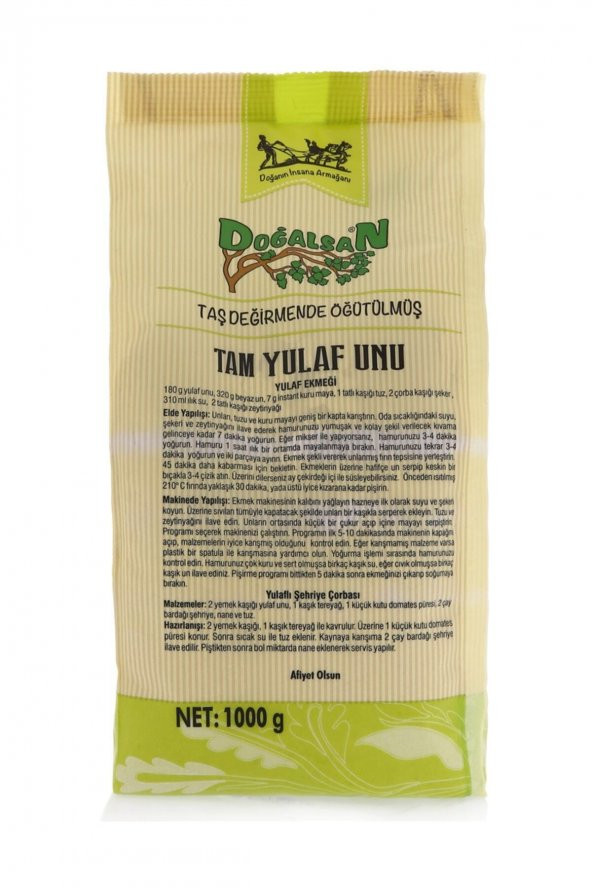 Doğanın İnsana Armağanı
DOĞALSAN
TAŞ DEĞİRMENDE ÖĞÜTÜLMÜŞ
TAM YULAF UNU
YULAF EKMEĞİ
180 g yulaf unu, 320 g beyaz un, 7 g instant kuru maya, 1 tatlı kaşığı tuz, 2 çorba kaşığı şeker,
310 ml ılık su, 2 tatlı kaşığı zeytinyağı
Elde Yapılışı: Unları, tuzu ve kuru mayayı geniş bir kapta karıştırın. Oda sıcaklığındaki suyu,
şekeri ve zeytinyağını ilave ederek hamurunuzu yumuşak ve kolay şekil verilecek kıvama
gelinceye kadar 7 dakika yoğurun. Eğer mikser ile yapıyorsanız, hamurunuzu 3-4 dakika
yoğurun. Hamuru 1 saat ılık bir ortamda mayalanmaya bırakın. Hamurunuzu tekrar 3-4
dakika yoğurun ve iki parçaya ayırın. Ekmek şekli vererek unlanmış fırın tepsisine yerleştirin.
45 dakika daha kabarması için bekletin. Ekmeklerin üzerine hafifçe un serpip keskin bir
bıçakla 3-4 çizik atın. Üzerini dilerseniz ay çekirdeği içi ile süsleyebilirsiniz. Önceden ısıtılmış
210° C fırında yaklaşık 30 dakika, yada üstü iyice kızarana kadar pişirin.
Makinede Yapılışı: Ekmek makinesinin kalıbını yağlayın hazneye ilk olarak suyu ve şekeri
koyun. Üzerine sıvıları tümüyle kapatacak şekilde unları bir kaşıkla serperek ekleyin. Tuzu ve
zeytinyağını ilave edin. Unların ortasında küçük bir çukur açıp içine mayayı serpiştirin.
Programı seçerek makinenizi çalıştırın. Programın ilk 5-10 dakikasında makinenin kapağını
açıp, malzemelerin iyice karışmış olduğunu kontrol edin. Eğer karışmamış malzeme varsa
plastik bir spatula ile karışmasına yardımcı olun. Yoğurma işlemi sırasında hamurunuzu
kontrol edin. Hamurunuz çok kuru ve sert olmuşsa birkaç kaşık su, eğer cıvık olmuşsa birkaç
kaşık un ilave ediniz. Pişirme programı bittikten 5 dakika sonra ekmeğinizi çıkarıp soğumaya
bırakın.
Yulaflı Şehriye Çorbası
Malzemeler: 2 yemek kaşığı yulaf unu, 1 kaşık tereyağ, 1 küçük kutu domates püresi, 2 çay
bardağı şehriye, nane ve tuz.
Hazırlanışı: 2 yemek kaşığı, 1 kaşık tereyağ ile kavrulur. Üzerine 1 küçük kutu domates
püresi konur. Sonra sıcak su ile tuz eklenir. Kaynaya karışıma 2 çay bardağı şehriye
ilave edilir. Piştikten sonra bol miktarda nane eklenerek servis yapılır.
Afiyet Olsun
NET: 1000 g